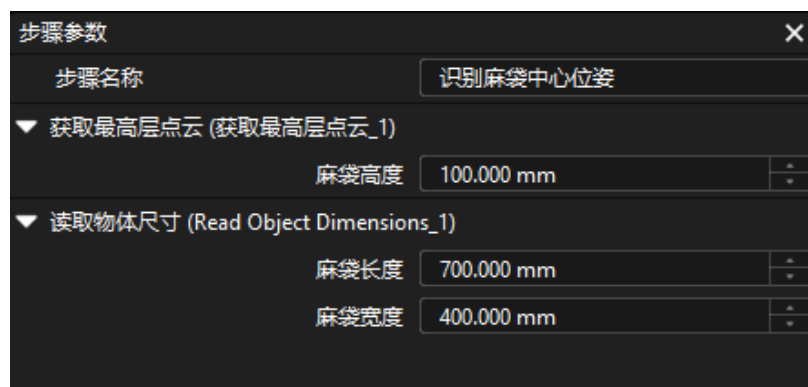 步骤参数
步骤名称 识别麻袋中心位姿
获取最高层点云 (获取最高层点云_1)
麻袋高度 100.000 mm
读取物体尺寸 (Read Object Dimensions_1)
麻袋长度 700.000 mm
麻袋宽度 400.000 mm